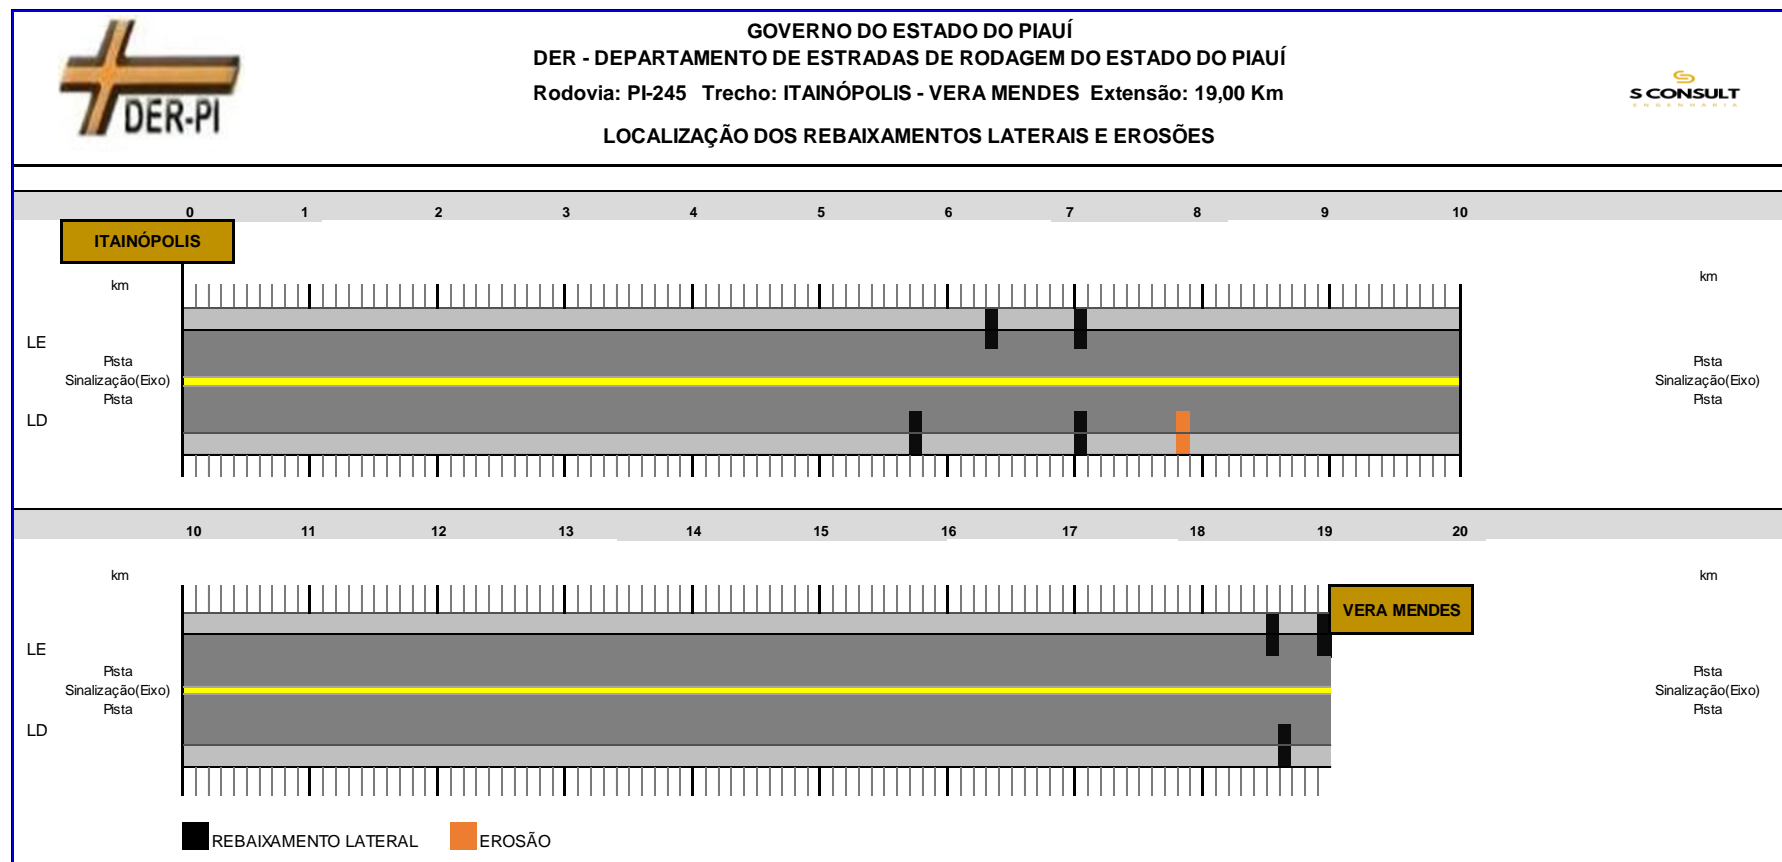 GOVERNO DO ESTADO DO PIAUÍ
DER - DEPARTAMENTO DE ESTRADAS DE RODAGEM DO ESTADO DO PIAUÍ
Rodovia: PI-245 Trecho: ITAINÓPOLIS - VERA MENDES Extensão: 19,00 Km
LOCALIZAÇÃO DOS REBAIXAMENTOS LATERAIS E EROSÕES
DER-PI
S CONSULT
ENGENHARIA
0 1 2 3 4 5 6 7 8 9 10
ITAINÓPOLIS
km km
LE
Pista Pista
Sinalização(Eixo) Sinalização(Eixo)
Pista Pista
LD
10 11 12 13 14 15 16 17 18 19 20
km km
VERA MENDES
LE
Pista Pista
Sinalização(Eixo) Sinalização(Eixo)
Pista Pista
LD
REBAIXAMENTO LATERAL EROSÃO